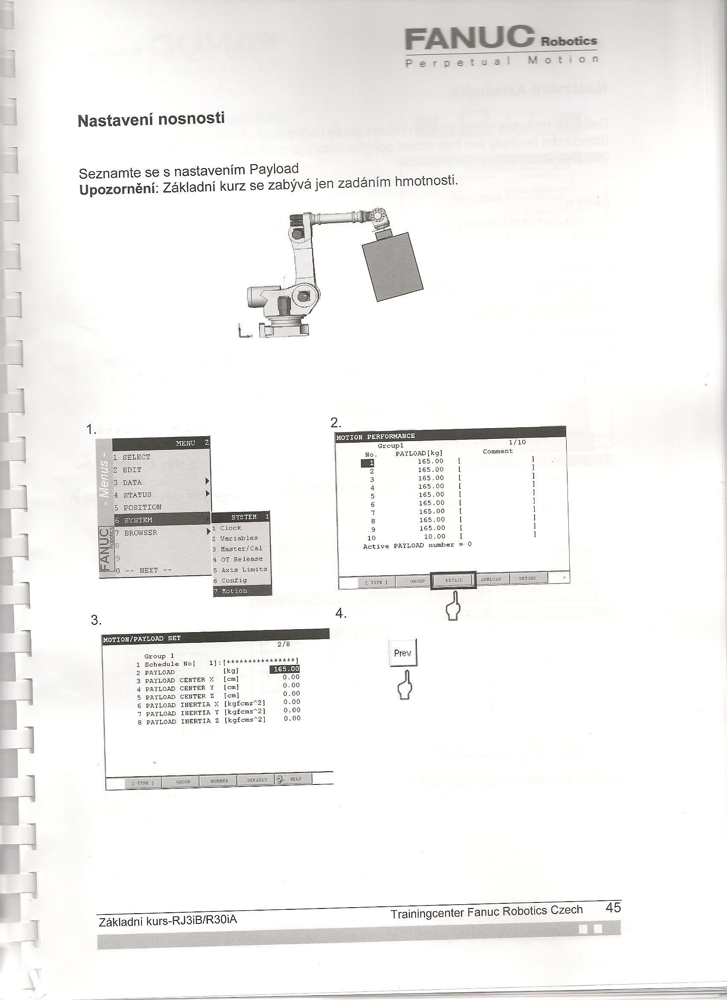 FANUC Robotics
Perpetual Motion
Nastavení nosnosti
Seznamte se s nastavením Payload
Upozornění: Základní kurz se zabývá jen zadáním hmotnosti.
1.
- Menus -
FANUC Robotics
MENU 2
1 SELECT
2 EDIT
3 DATA
4 STATUS
5 POSITION
6 SYSTEM
7 BROWSER
8
9
0 -- NEXT --
SYSTEM 1
1 Clock
2 Variables
3 Master/Cal
4 OT Release
5 Axis Limits
6 Config
7 Motion
2.
MOTION PERFORMANCE
Group1 1/10
No. PAYLOAD[kg] Comment
1 165.00 [ ]
2 165.00 [ ]
3 165.00 [ ]
4 165.00 [ ]
5 165.00 [ ]
6 165.00 [ ]
7 165.00 [ ]
8 165.00 [ ]
9 165.00 [ ]
10 10.00 [ ]
Active PAYLOAD number = 0
[ TYPE ] GROUP DETAIL ARMLOAD SETIND >
3.
MOTION/PAYLOAD SET
2/8
Group 1
1 Schedule No[ 1]:[****************]
2 PAYLOAD [kg] 165.00
3 PAYLOAD CENTER X [cm] 0.00
4 PAYLOAD CENTER Y [cm] 0.00
5 PAYLOAD CENTER Z [cm] 0.00
6 PAYLOAD INERTIA X [kgfcms^2] 0.00
7 PAYLOAD INERTIA Y [kgfcms^2] 0.00
8 PAYLOAD INERTIA Z [kgfcms^2] 0.00
[ TYPE ] GROUP NUMBER DEFAULT ? HELP
4.
Prev
Základní kurs-RJ3iB/R30iA Trainingcenter Fanuc Robotics Czech 45